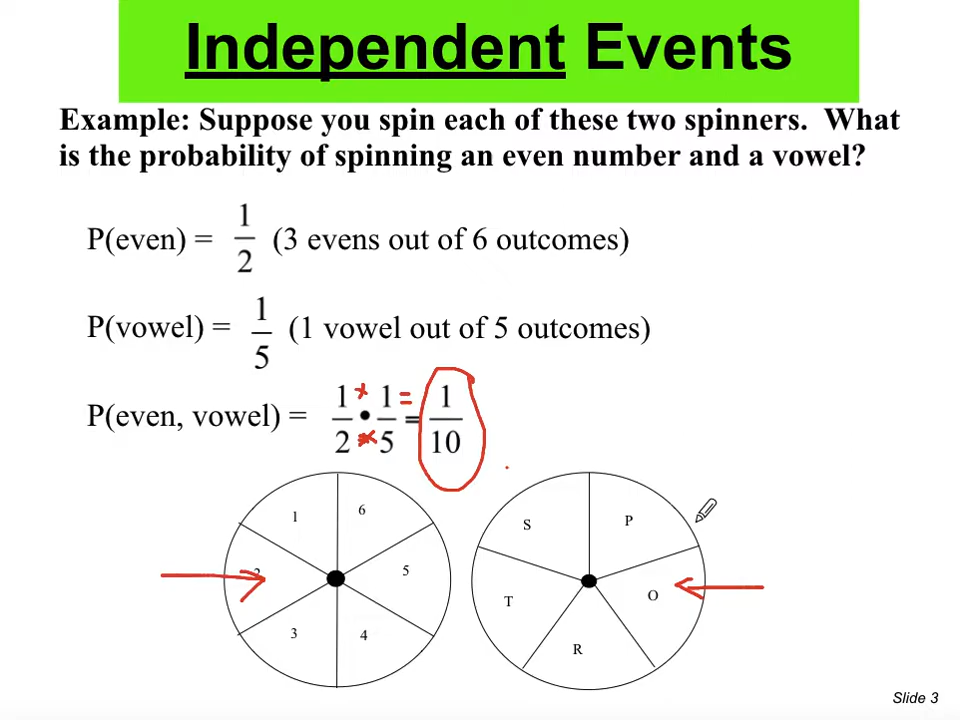 Independent Events
Example: Suppose you spin each of these two spinners. What
is the probability of spinning an even number and a vowel?
P(even) = 1/2 (3 evens out of 6 outcomes)
P(vowel) = 1/5 (1 vowel out of 5 outcomes)
P(even, vowel) = 1/2 • 1/5 = 1/10
× =
×
1 6
2 5
3 4
S P
T O
R
Slide 3